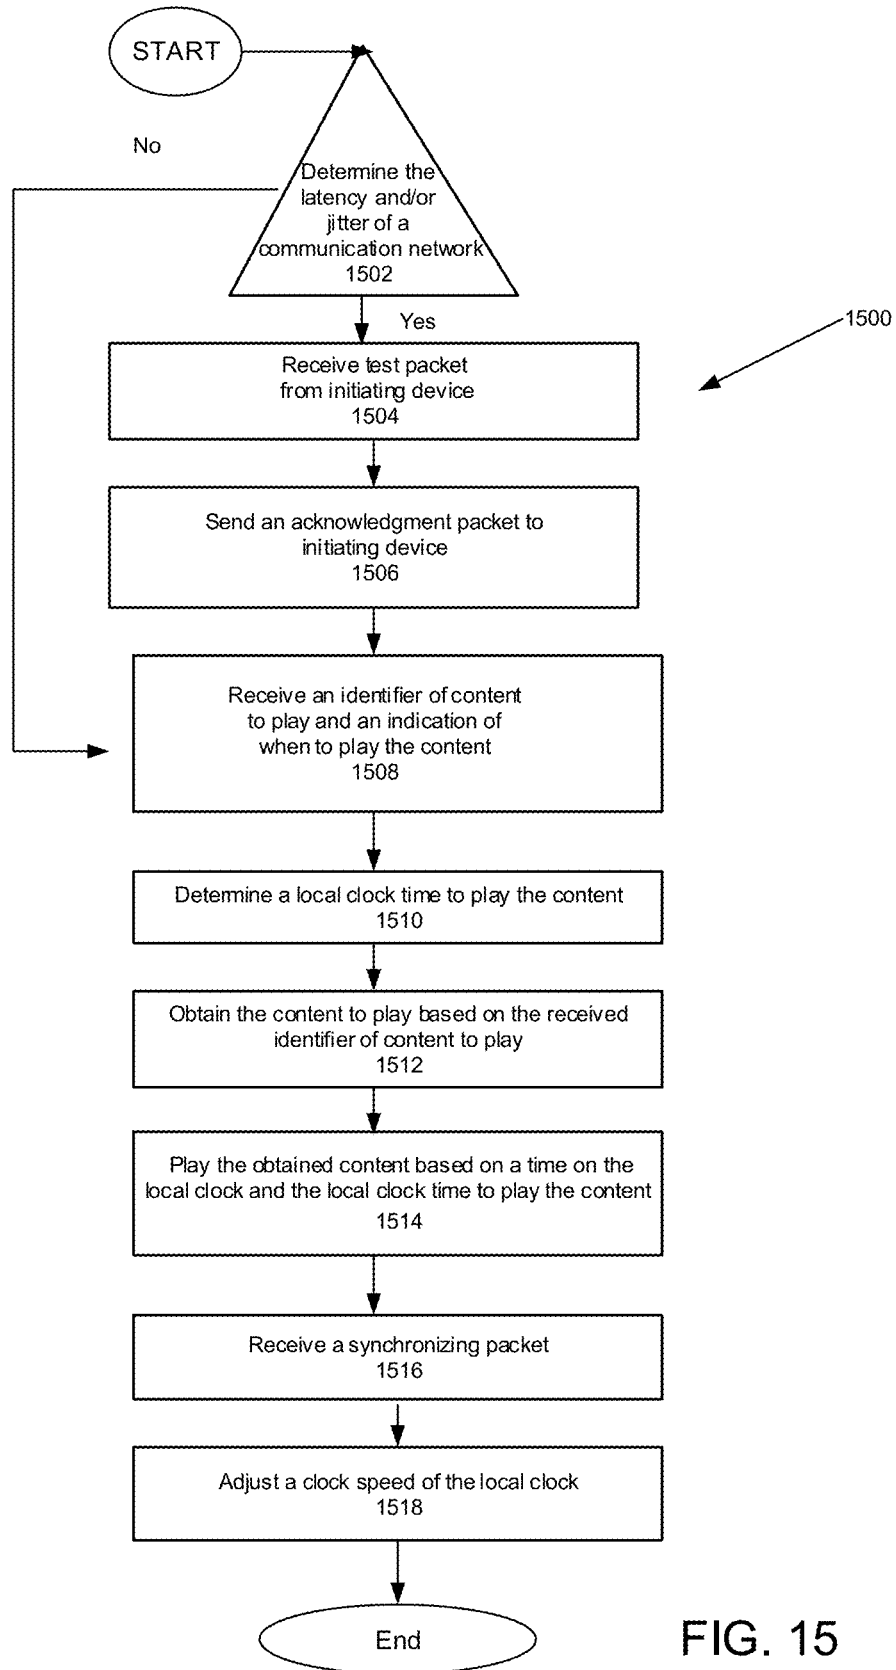 START
No
Determine the
latency and/or
jitter of a
communication network
1502
Yes
1500
Receive test packet
from initiating device
1504
Send an acknowledgment packet to
initiating device
1506
Receive an identifier of content
to play and an indication of
when to play the content
1508
Determine a local clock time to play the content
1510
Obtain the content to play based on the received
identifier of content to play
1512
Play the obtained content based on a time on the
local clock and the local clock time to play the content
1514
Receive a synchronizing packet
1516
Adjust a clock speed of the local clock
1518
End
FIG. 15